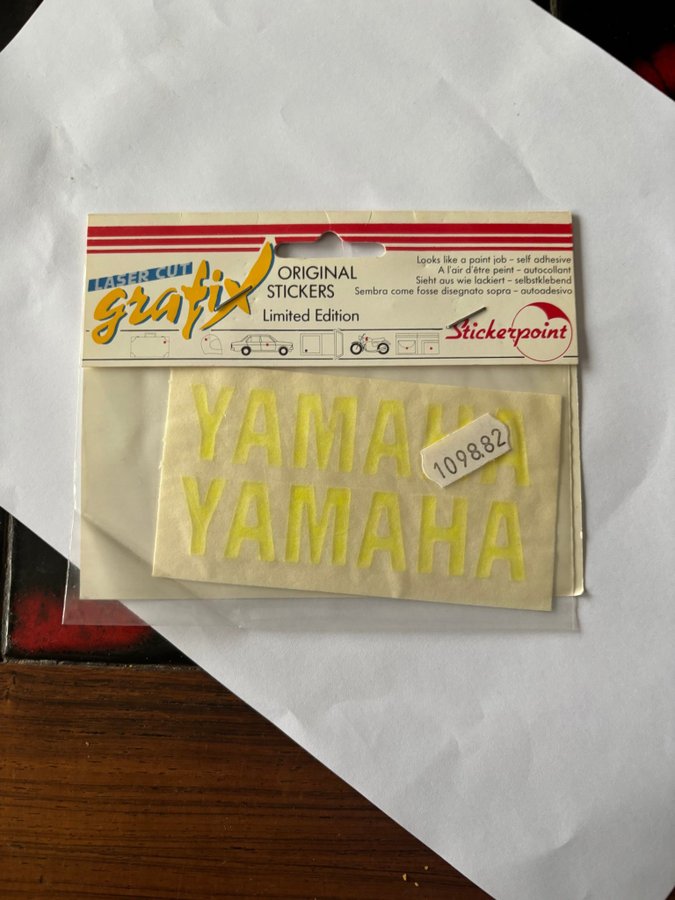 LASER CUT
grafix
ORIGINAL
STICKERS
Limited Edition
Looks like a paint job – self adhesive
A l'air d'être peint – autocollant
Sieht aus wie lackiert – selbstklebend
Sembra come fosse disegnato sopra – autoadesivo
Stickerpoint
YAMAHA
1098.82
YAMAHA